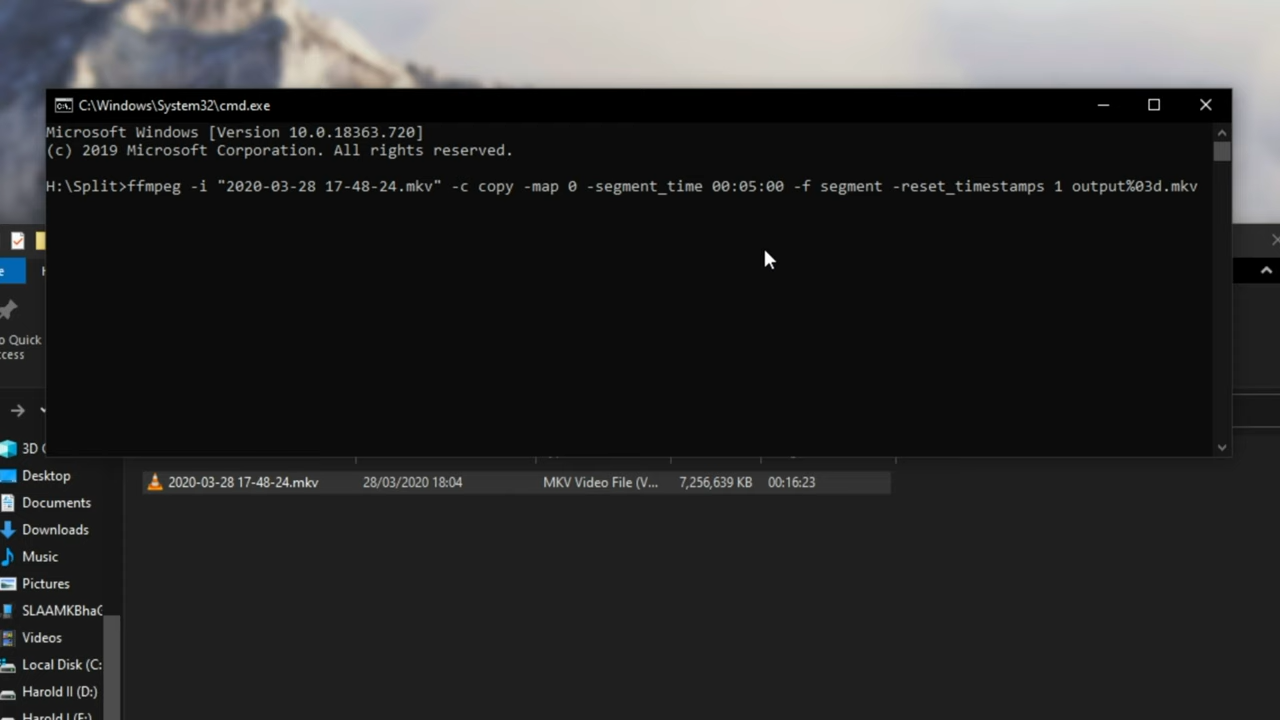 C:\Windows\System32\cmd.exe
Microsoft Windows [Version 10.0.18363.720]
(c) 2019 Microsoft Corporation. All rights reserved.
H:\Split>ffmpeg -i "2020-03-28 17-48-24.mkv" -c copy -map 0 -segment_time 00:05:00 -f segment -reset_timestamps 1 output%03d.mkv
o Quick
cess
3D
Desktop
2020-03-28 17-48-24.mkv 28/03/2020 18:04 MKV Video File (V... 7,256,639 KB 00:16:23
Documents
Downloads
Music
Pictures
SLAAMKBha
Videos
Local Disk (C:
Harold II (D:)
Harold I (E:)